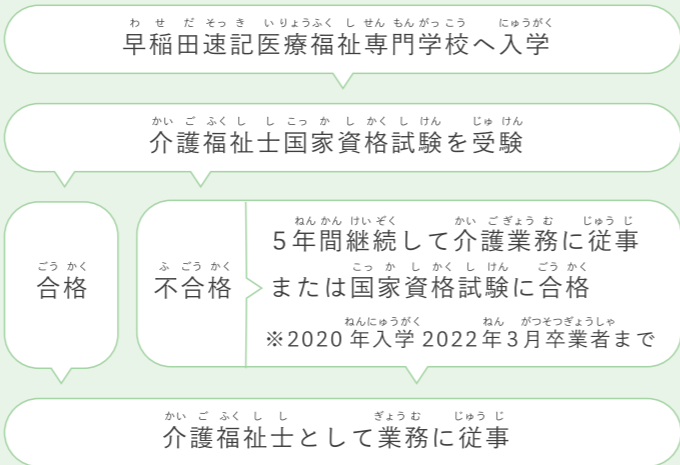 わせだそっきいりょうふくしせんもんがっこう にゅうがく
早稲田速記医療福祉専門学校へ入学
かいごふくししこっかしかくしけん じゅけん
介護福祉士国家資格試験を受験
ごうかく
合格
ふごうかく
不合格
ねんかんけいぞく かいごぎょうむ じゅうじ
5年間継続して介護業務に従事
こっかしかくしけん ごうかく
または国家資格試験に合格
ねんにゅうがく ねん がつそつぎょうしゃ
※2020年入学2022年3月卒業者まで
かいごふくしし ぎょうむ じゅうじ
介護福祉士として業務に従事